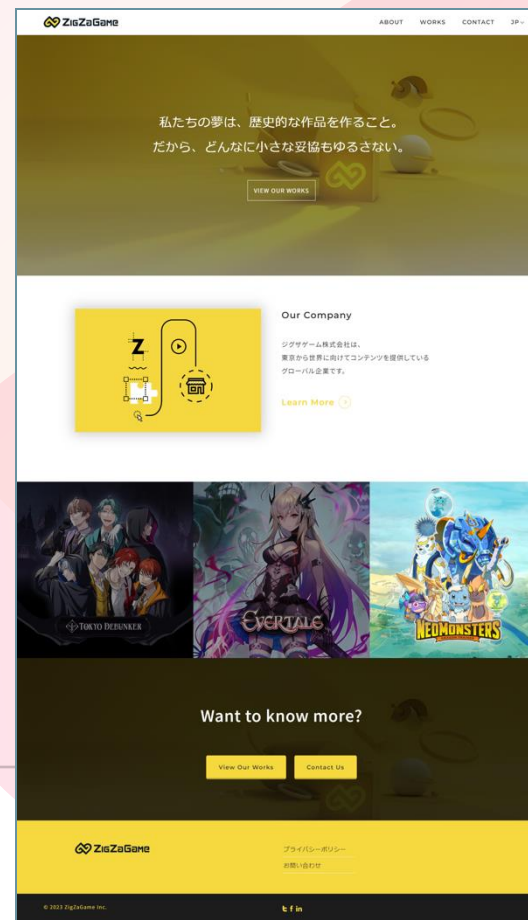 ZIGZAGAME
ABOUT WORKS CONTACT JP
私たちの夢は、歴史的な作品を作ること。
だから、どんなに小さな妥協もゆるさない。
VIEW OUR WORKS
Our Company
ジグザゲーム株式会社は、
東京から世界に向けてコンテンツを提供している
グローバル企業です。
Learn More
Z
TOKYO DEBUNKER
EVERTALE
NEOMONSTERS
Want to know more?
View Our Works
Contact Us
ZIGZAGAME
プライバシーポリシー
お問い合わせ
© 2023 ZigZaGame Inc.